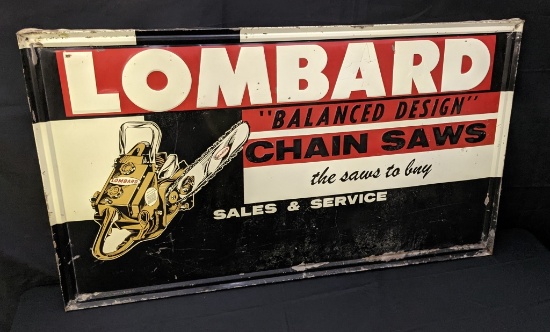 LOMBARD
"BALANCED DESIGN"
CHAIN SAWS
the saws to buy
LOMBARD
SALES & SERVICE